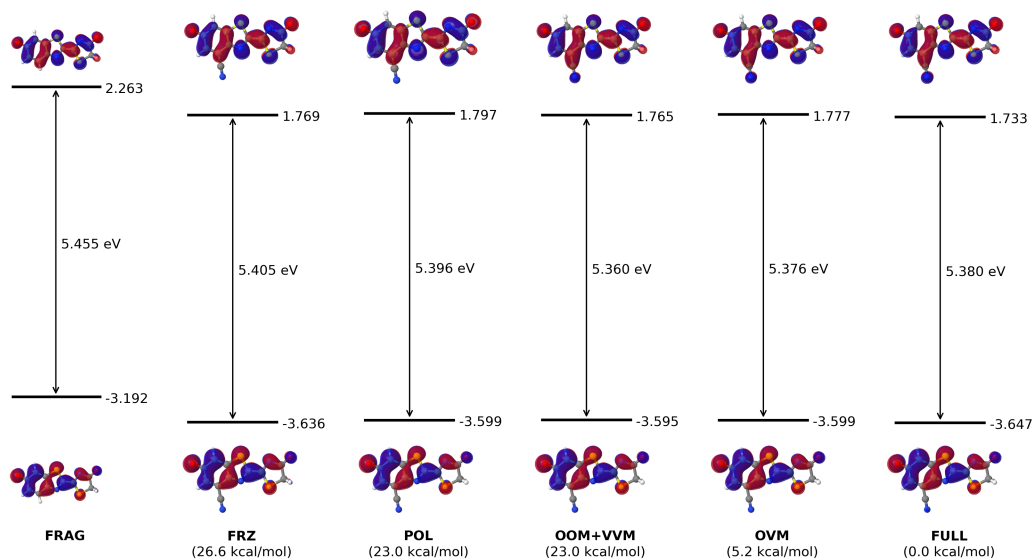 2.263
1.769
1.797
1.765
1.777
1.733
5.455 eV
5.405 eV
5.396 eV
5.360 eV
5.376 eV
5.380 eV
-3.192
-3.636
-3.599
-3.595
-3.599
-3.647
FRAG
FRZ
(26.6 kcal/mol)
POL
(23.0 kcal/mol)
OOM+VVM
(23.0 kcal/mol)
OVM
(5.2 kcal/mol)
FULL
(0.0 kcal/mol)